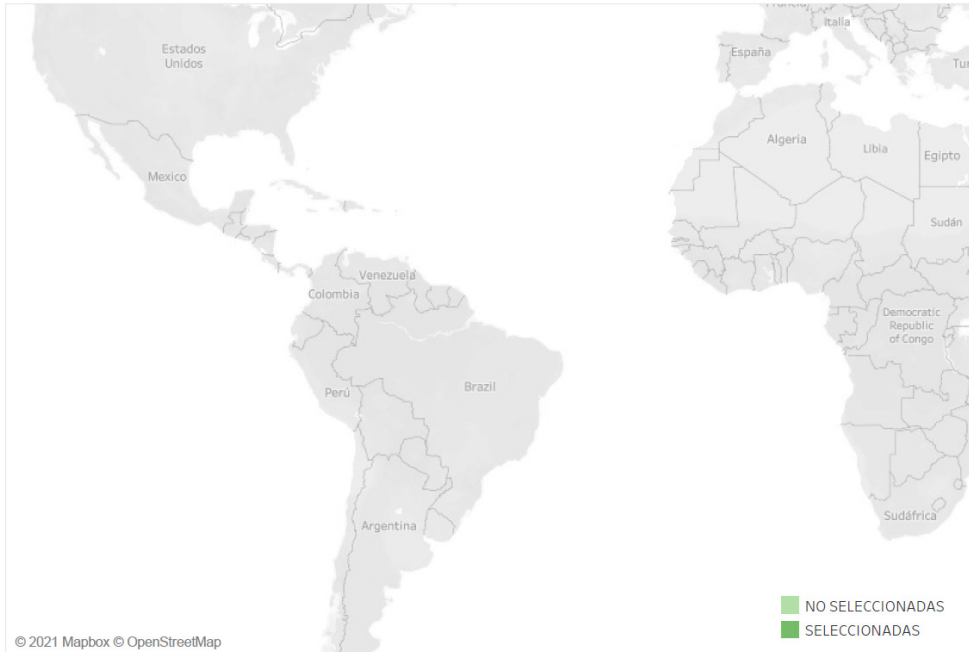 Francia
Italia
España
Tur
Estados
Unidos
Algeria
Libia
Egipto
Mexico
Sudán
Venezuela
Colombia
Democratic
Republic
of Congo
Perú
Brazil
Argentina
Sudáfrica
NO SELECCIONADAS
SELECCIONADAS
© 2021 Mapbox © OpenStreetMap